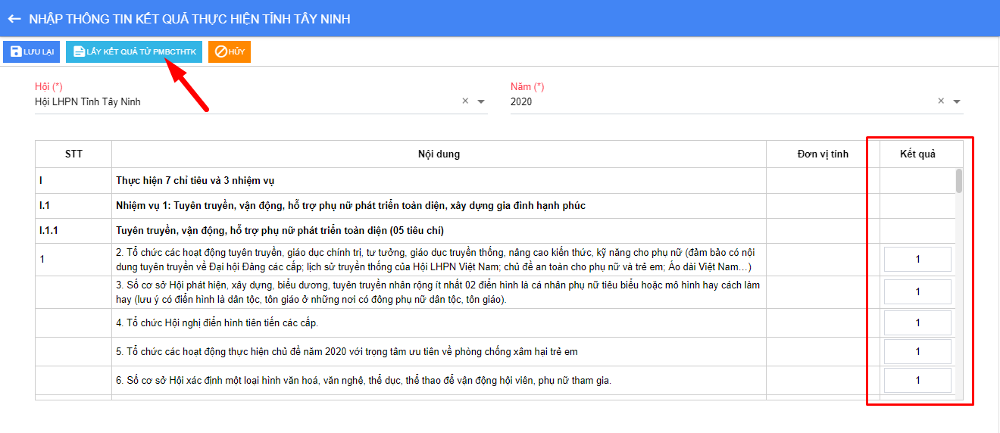 NHẬP THÔNG TIN KẾT QUẢ THỰC HIỆN TỈNH TÂY NINH
LƯU LẠI LẤY KẾT QUẢ TỪ PMBCTHTK HỦY
Hội (*) Năm (*)
Hội LHPN Tỉnh Tây Ninh 2020
STT Nội dung Đơn vị tính Kết quả
I Thực hiện 7 chỉ tiêu và 3 nhiệm vụ
I.1 Nhiệm vụ 1: Tuyên truyền, vận động, hỗ trợ phụ nữ phát triển toàn diện, xây dựng gia đình hạnh phúc
I.1.1 Tuyên truyền, vận động, hỗ trợ phụ nữ phát triển toàn diện (05 tiêu chí)
1 2. Tổ chức các hoạt động tuyên truyền, giáo dục chính trị, tư tưởng, giáo dục truyền thống, nâng cao kiến thức, kỹ năng cho phụ nữ (đảm bảo có nội 1
dung tuyên truyền về Đại hội Đảng các cấp; lịch sử truyền thống của Hội LHPN Việt Nam; chủ đề an toàn cho phụ nữ và trẻ em; Áo dài Việt Nam...)
3. Số cơ sở Hội phát hiện, xây dựng, biểu dương, tuyên truyền nhân rộng ít nhất 02 điển hình là cá nhân phụ nữ tiêu biểu hoặc mô hình hay cách làm 1
hay (lưu ý có điển hình là dân tộc, tôn giáo ở những nơi có đông phụ nữ dân tộc, tôn giáo).
4. Tổ chức Hội nghị điển hình tiên tiến các cấp. 1
5. Tổ chức các hoạt động thực hiện chủ đề năm 2020 với trọng tâm ưu tiên về phòng chống xâm hại trẻ em 1
6. Số cơ sở Hội xác định một loại hình văn hoá, văn nghệ, thể dục, thể thao để vận động hội viên, phụ nữ tham gia. 1